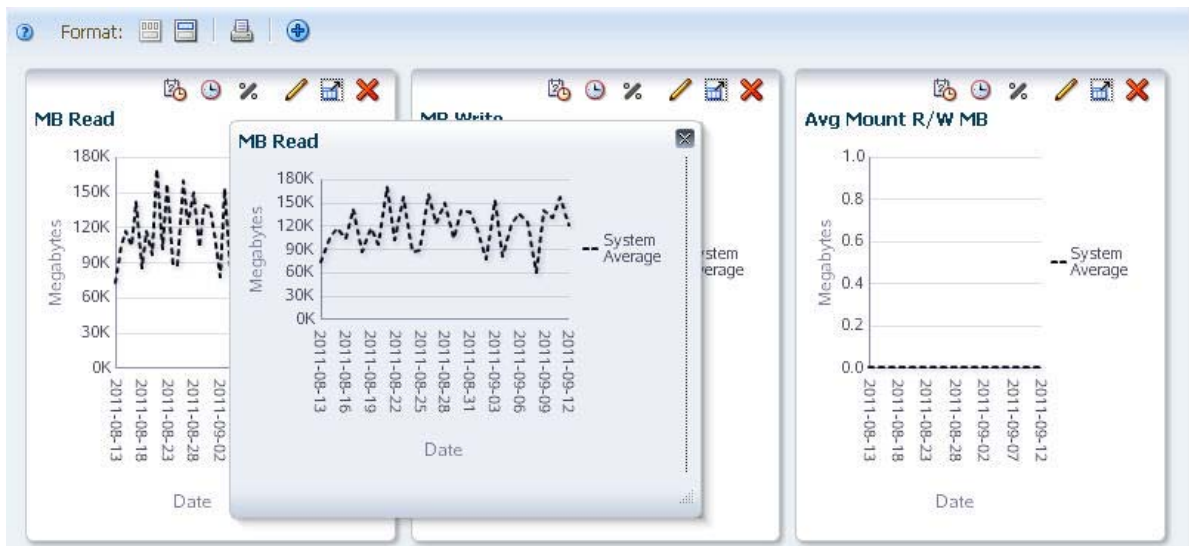 Format:
MB Read
180K
150K
120K
90K
60K
30K
0K
Megabytes
2011-08-13
2011-08-18
2011-08-23
2011-08-28
2011-09-02
Date
MB Write
stem
erage
MB Read
180K
150K
120K
90K
60K
30K
0K
Megabytes
2011-08-13
2011-08-16
2011-08-19
2011-08-22
2011-08-25
2011-08-28
2011-08-31
2011-09-03
2011-09-06
2011-09-09
2011-09-12
Date
System
Average
Avg Mount R/W MB
1.0
0.8
0.6
0.4
0.2
0.0
Megabytes
2011-08-13
2011-08-18
2011-08-23
2011-08-28
2011-09-02
2011-09-07
2011-09-12
Date
System
Average